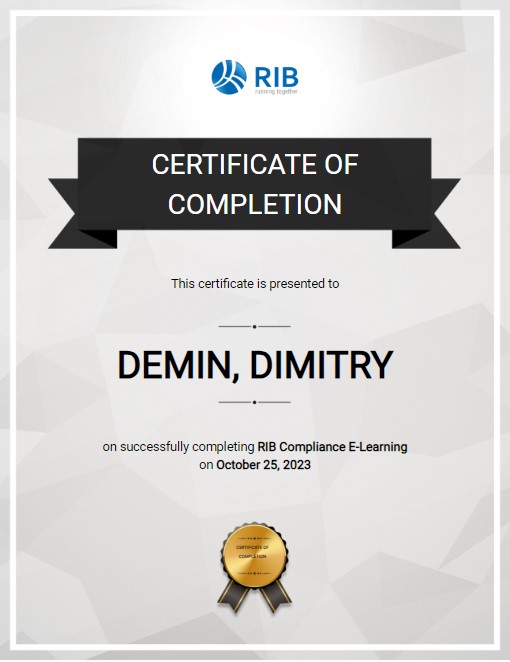 RIB
running together
CERTIFICATE OF
COMPLETION
This certificate is presented to
DEMIN, DIMITRY
on successfully completing RIB Compliance E-Learning
on October 25, 2023
CERTIFICATE OF
COMPLETION